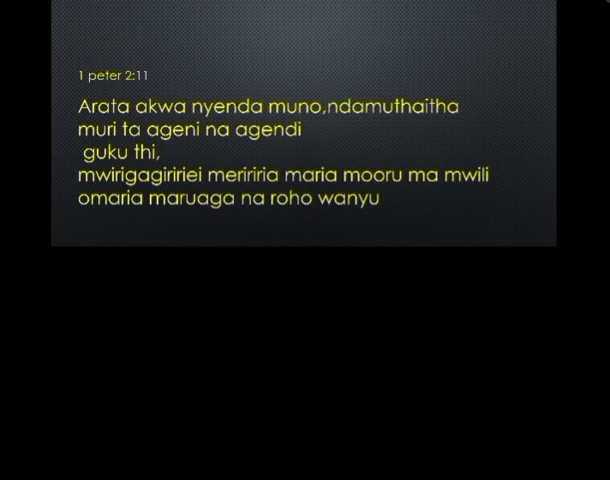 1 peter 2:11
Arata akwa nyenda muno,ndamuthaitha
muri ta ageni na agendi
guku thi,
mwirigagiririei meririria maria mooru ma mwili
omaria maruaga na roho wanyu